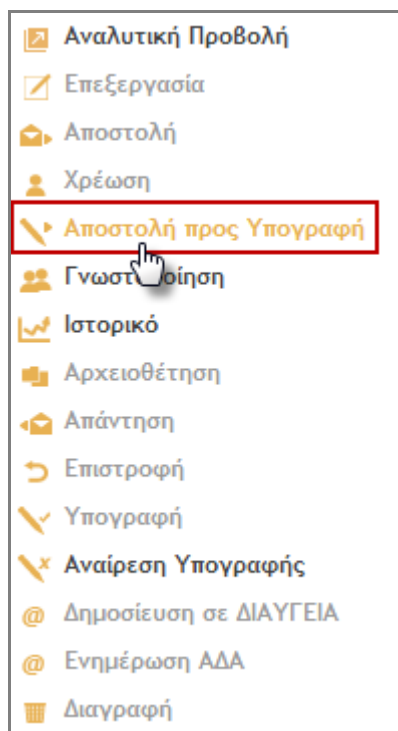 Αναλυτική Προβολή
Επεξεργασία
Αποστολή
Χρέωση
Αποστολή προς Υπογραφή
Γνωστοποίηση
Ιστορικό
Αρχειοθέτηση
Απάντηση
Επιστροφή
Υπογραφή
Αναίρεση Υπογραφής
@ Δημοσίευση σε ΔΙΑΥΓΕΙΑ
@ Ενημέρωση ΑΔΑ
Διαγραφή